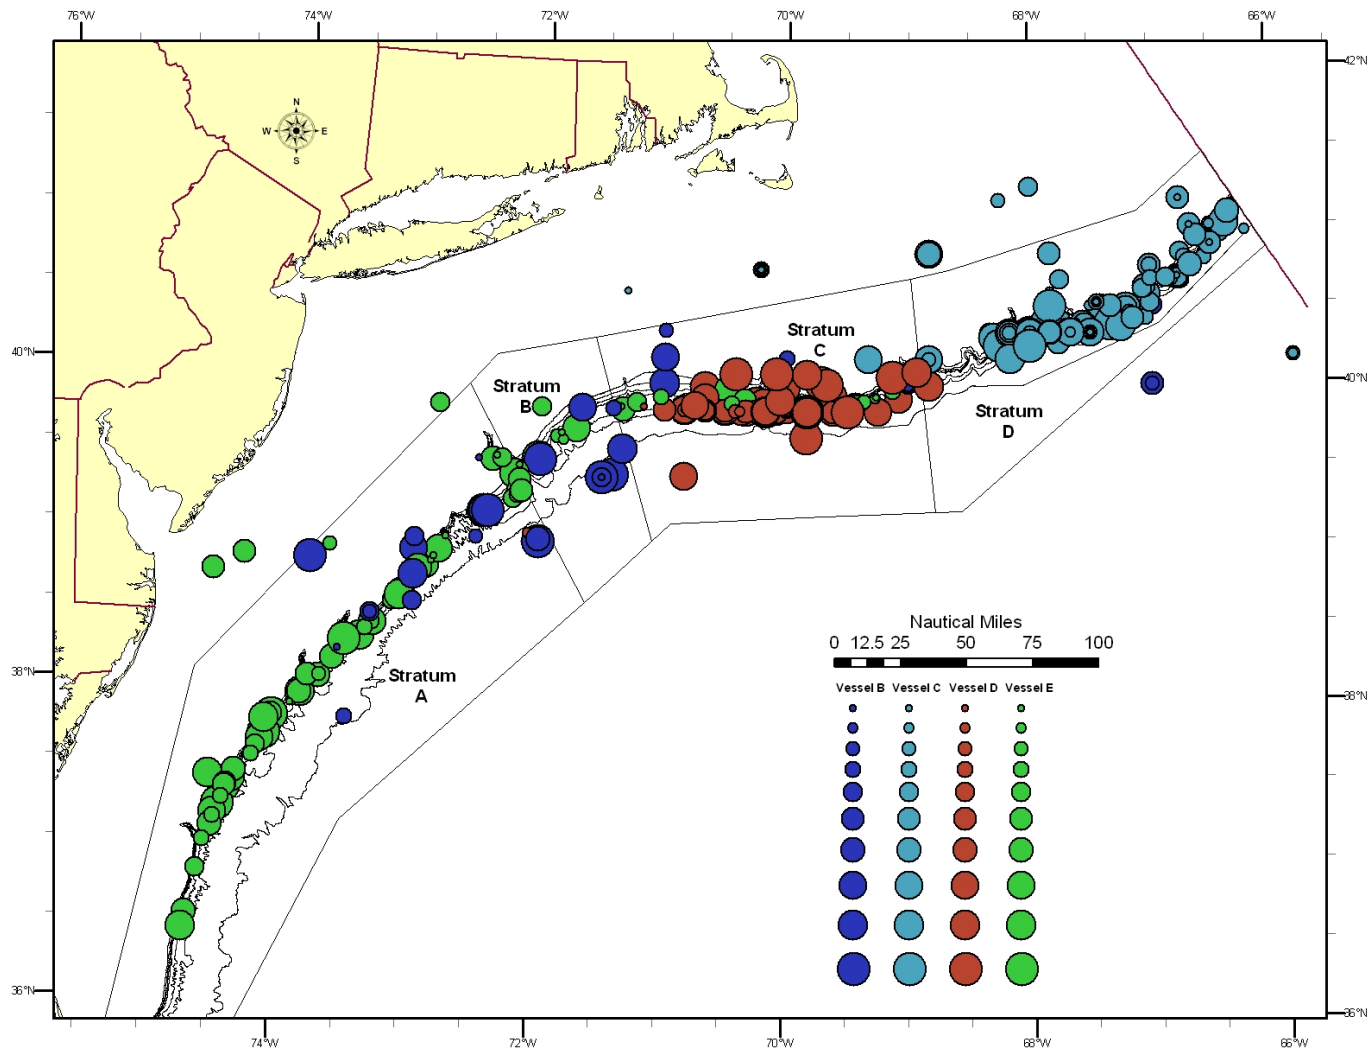 76°W 74°W 72°W 70°W 68°W 66°W
42°N
N
W E
S
Stratum
C
40°N
40°N
Stratum
B
Stratum
D
Nautical Miles
0 12.5 25 50 75 100
38°N
Stratum
A
Vessel B Vessel C Vessel D Vessel E
38°N
36°N
36°N
74°W 72°W 70°W 68°W 66°W